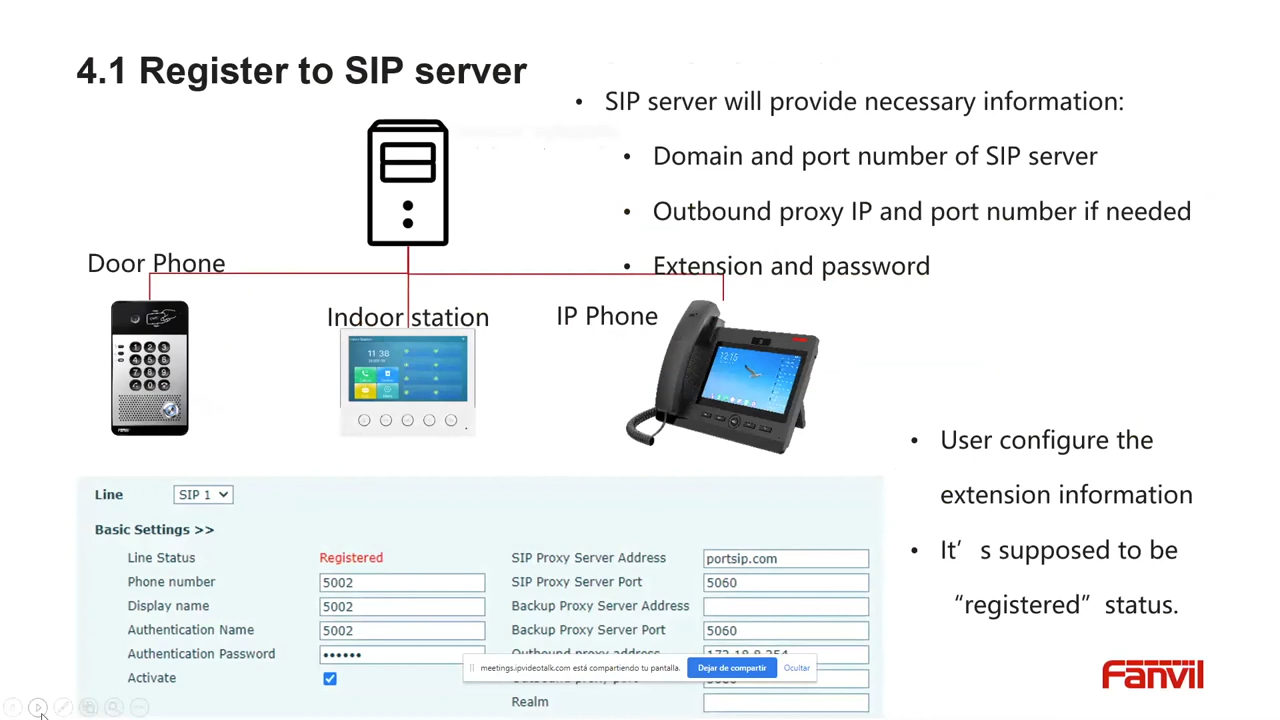 4.1 Register to SIP server
• SIP server will provide necessary information:
• Domain and port number of SIP server
• Outbound proxy IP and port number if needed
• Extension and password
Door Phone
Indoor station
IP Phone
11 38
12:15
• User configure the
extension information
• It’s supposed to be
“registered” status.
Line SIP 1
Basic Settings >>
Line Status Registered
Phone number 5002
Display name 5002
Authentication Name 5002
Authentication Password ••••••
Activate
SIP Proxy Server Address portsip.com
SIP Proxy Server Port 5060
Backup Proxy Server Address
Backup Proxy Server Port 5060
Realm
meetings.ipvideotalk.com está compartiendo tu pantalla. Dejar de compartir Ocultar
Fanvil